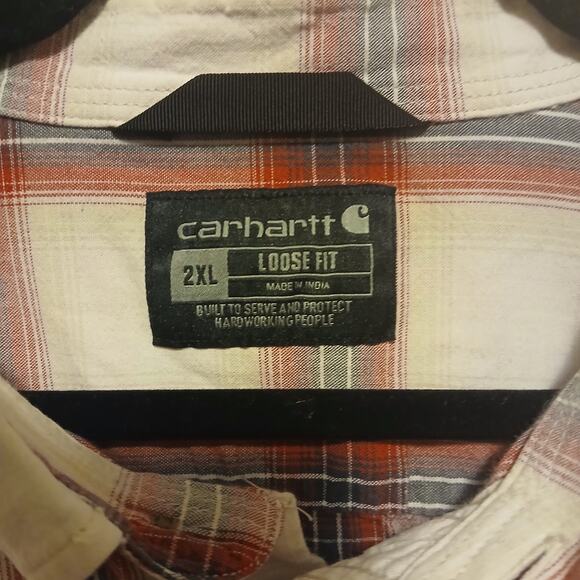 carhartt
2XL
LOOSE FIT
MADE IN INDIA
BUILT TO SERVE AND PROTECT
HARDWORKING PEOPLE